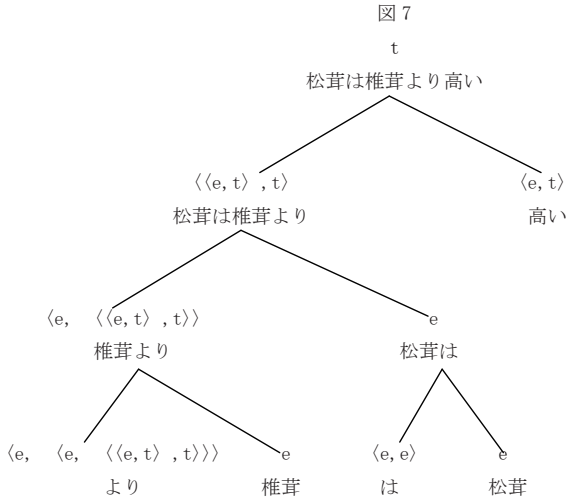 図7
t
松茸は椎茸より高い
〈〈e,t〉,t〉 〈e,t〉
松茸は椎茸より 高い
〈e, 〈〈e,t〉,t〉〉 e
椎茸より 松茸は
〈e, 〈e, 〈〈e,t〉,t〉〉〉 e 〈e,e〉 e
より 椎茸 は 松茸